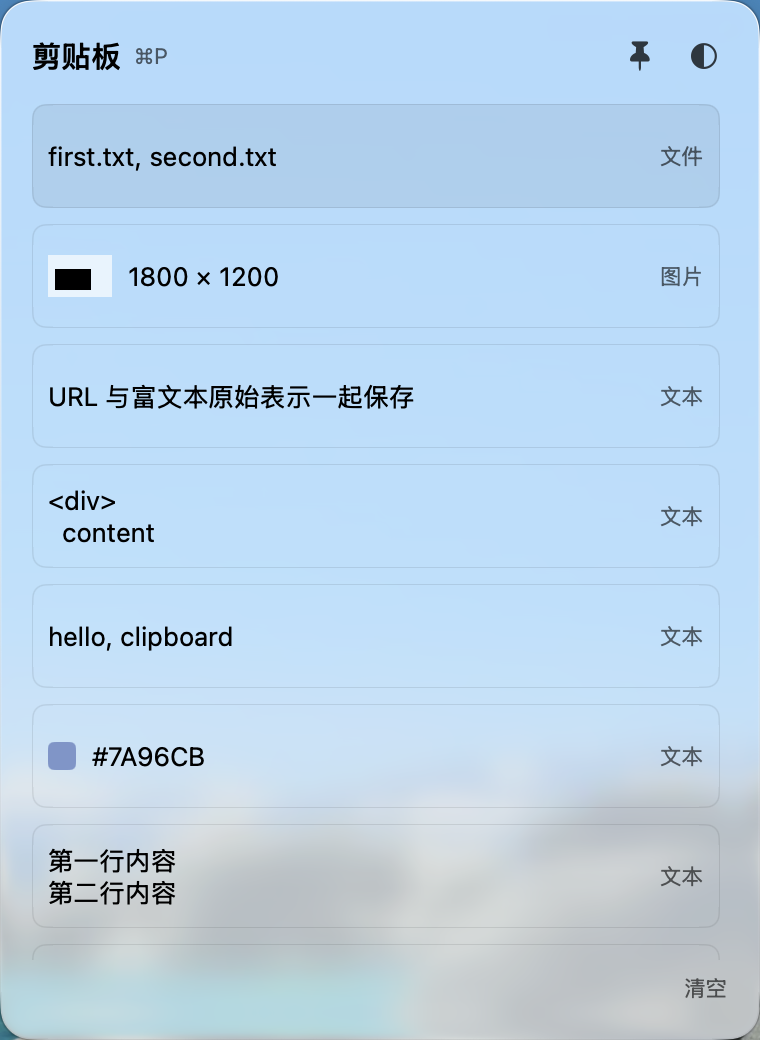 剪贴板 ⌘P
first.txt, second.txt 文件
1800 × 1200 图片
URL 与富文本原始表示一起保存 文本
<div>
  content 文本
hello, clipboard 文本
#7A96CB 文本
第一行内容
第二行内容 文本
清空